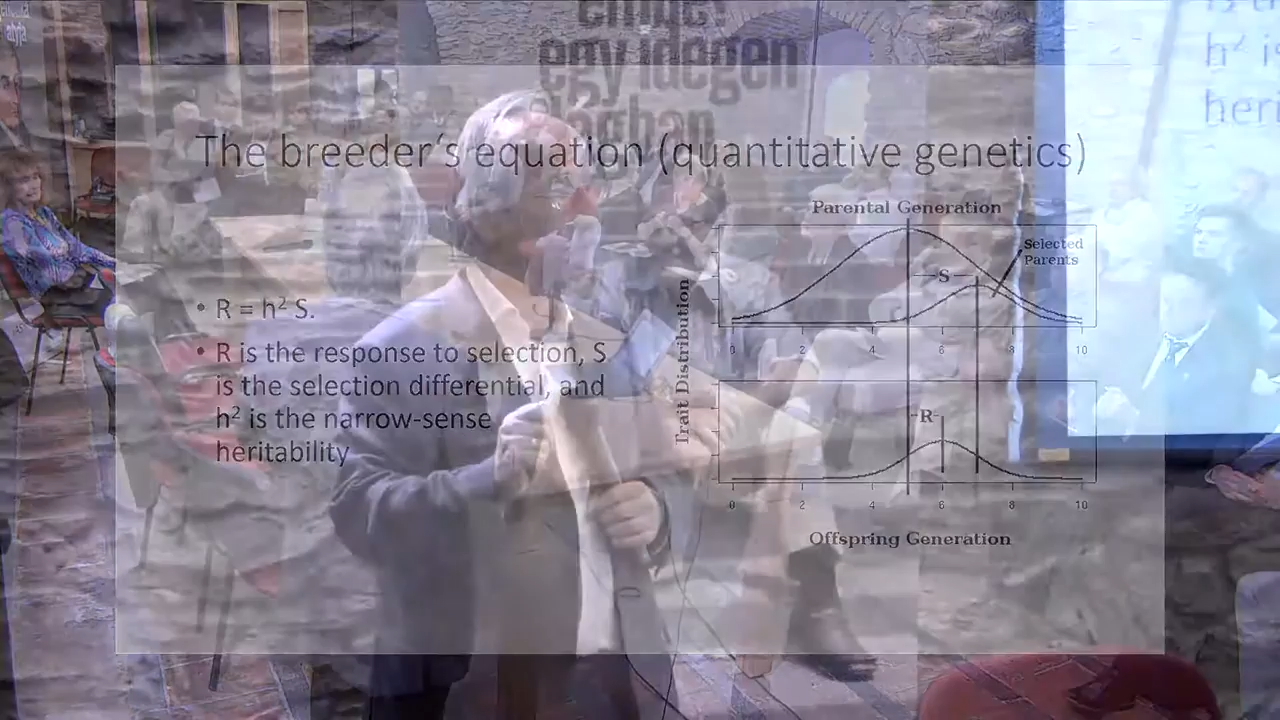 egy idegen
The breeder's equation (quantitative genetics)
• R = h² S.
• R is the response to selection, S
is the selection differential, and
h² is the narrow-sense
heritability
Parental Generation
Selected
Parents
S
0 2 4 6 8 10
Trait Distribution
R
0 2 4 6 8 10
Offspring Generation
h² i